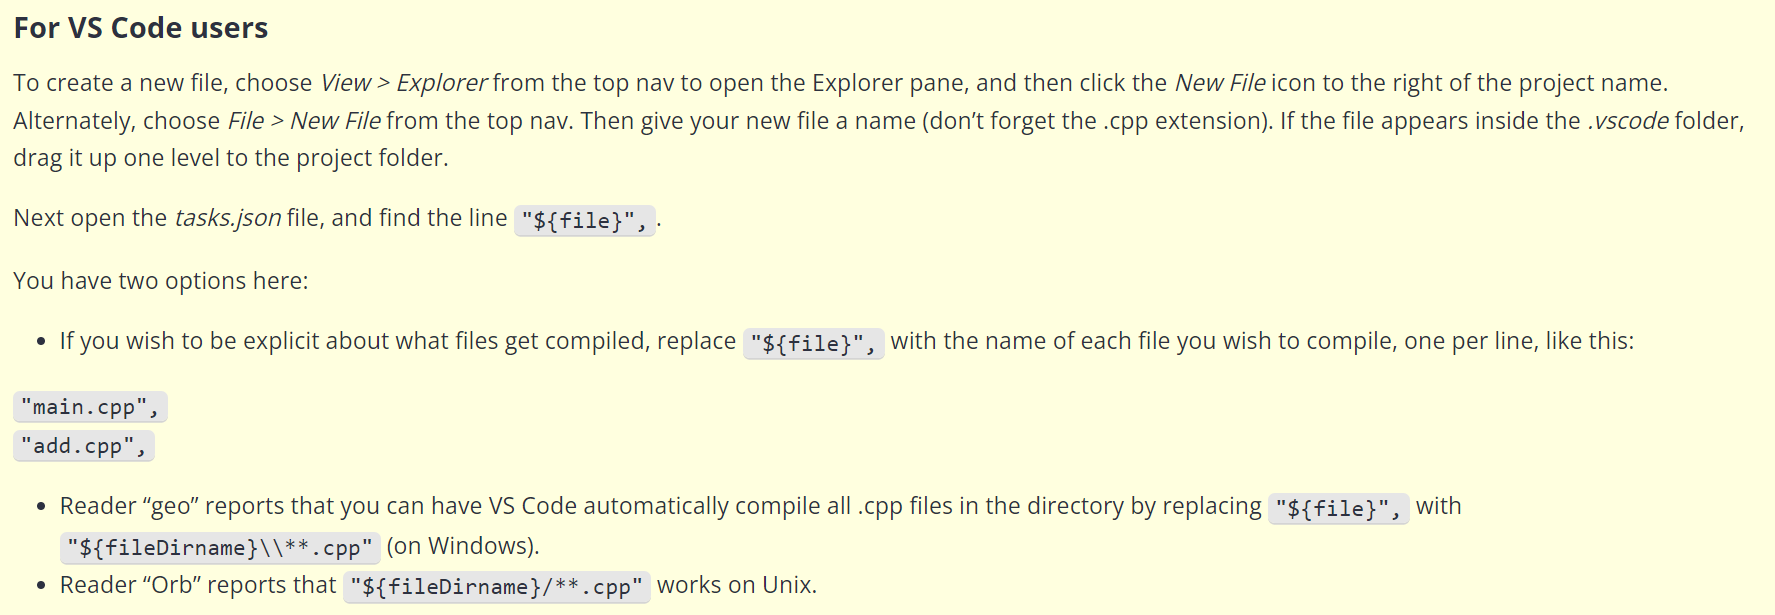 For VS Code users
To create a new file, choose View > Explorer from the top nav to open the Explorer pane, and then click the New File icon to the right of the project name.
Alternately, choose File > New File from the top nav. Then give your new file a name (don’t forget the .cpp extension). If the file appears inside the .vscode folder,
drag it up one level to the project folder.
Next open the tasks.json file, and find the line "${file}", .
You have two options here:
• If you wish to be explicit about what files get compiled, replace "${file}", with the name of each file you wish to compile, one per line, like this:
"main.cpp",
"add.cpp",
• Reader “geo” reports that you can have VS Code automatically compile all .cpp files in the directory by replacing "${file}", with
"${fileDirname}\\**.cpp" (on Windows).
• Reader “Orb” reports that "${fileDirname}/**.cpp" works on Unix.